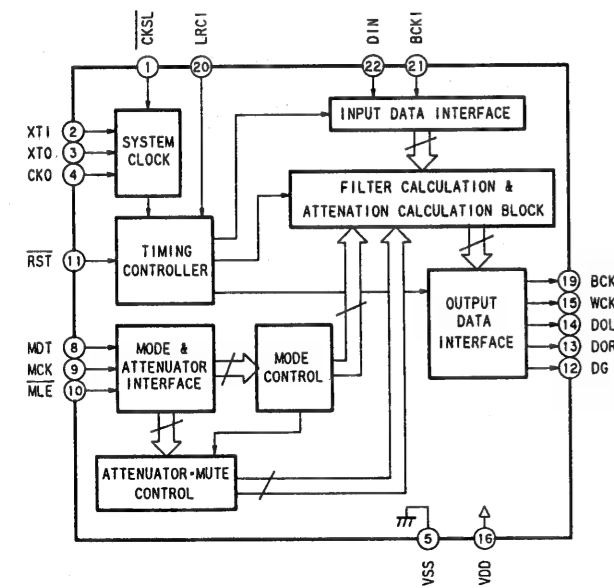 CKSL
LRCI
DIN
BCKI
1
20
22
21
XTI 2
XTO 3
CKO 4
SYSTEM
CLOCK
INPUT DATA INTERFACE
FILTER CALCULATION &
ATTENATION CALCULATION BLOCK
RST 11
TIMING
CONTROLLER
OUTPUT
DATA
INTERFACE
19 BCK
15 WCK
14 DOL
13 DOR
12 DG
MDT 8
MCK 9
MLE 10
MODE &
ATTENUATOR
INTERFACE
MODE
CONTROL
ATTENUATOR·MUTE
CONTROL
5
16
VSS
VDD